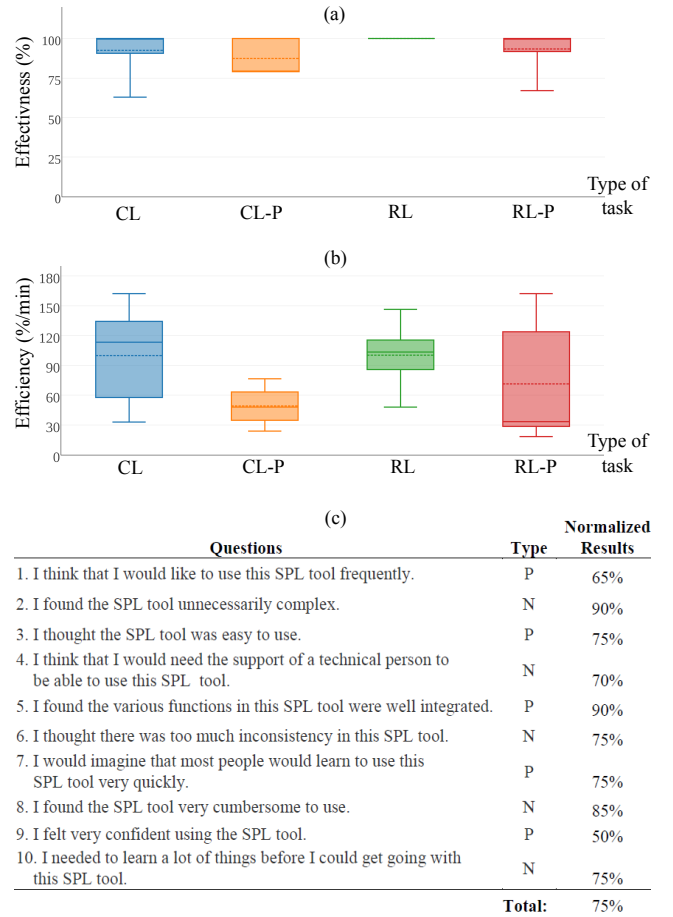 (a)
Effectivness (%)
100
75
50
25
0
CL CL-P RL RL-P
Type of
task
(b)
Efficiency (%/min)
180
150
120
90
60
30
0
CL CL-P RL RL-P
Type of
task
(c)
Questions Type Normalized
Results
1. I think that I would like to use this SPL tool frequently. P 65%
2. I found the SPL tool unnecessarily complex. N 90%
3. I thought the SPL tool was easy to use. P 75%
4. I think that I would need the support of a technical person to
be able to use this SPL tool. N 70%
5. I found the various functions in this SPL tool were well integrated. P 90%
6. I thought there was too much inconsistency in this SPL tool. N 75%
7. I would imagine that most people would learn to use this
SPL tool very quickly. P 75%
8. I found the SPL tool very cumbersome to use. N 85%
9. I felt very confident using the SPL tool. P 50%
10. I needed to learn a lot of things before I could get going with
this SPL tool. N 75%
Total: 75%